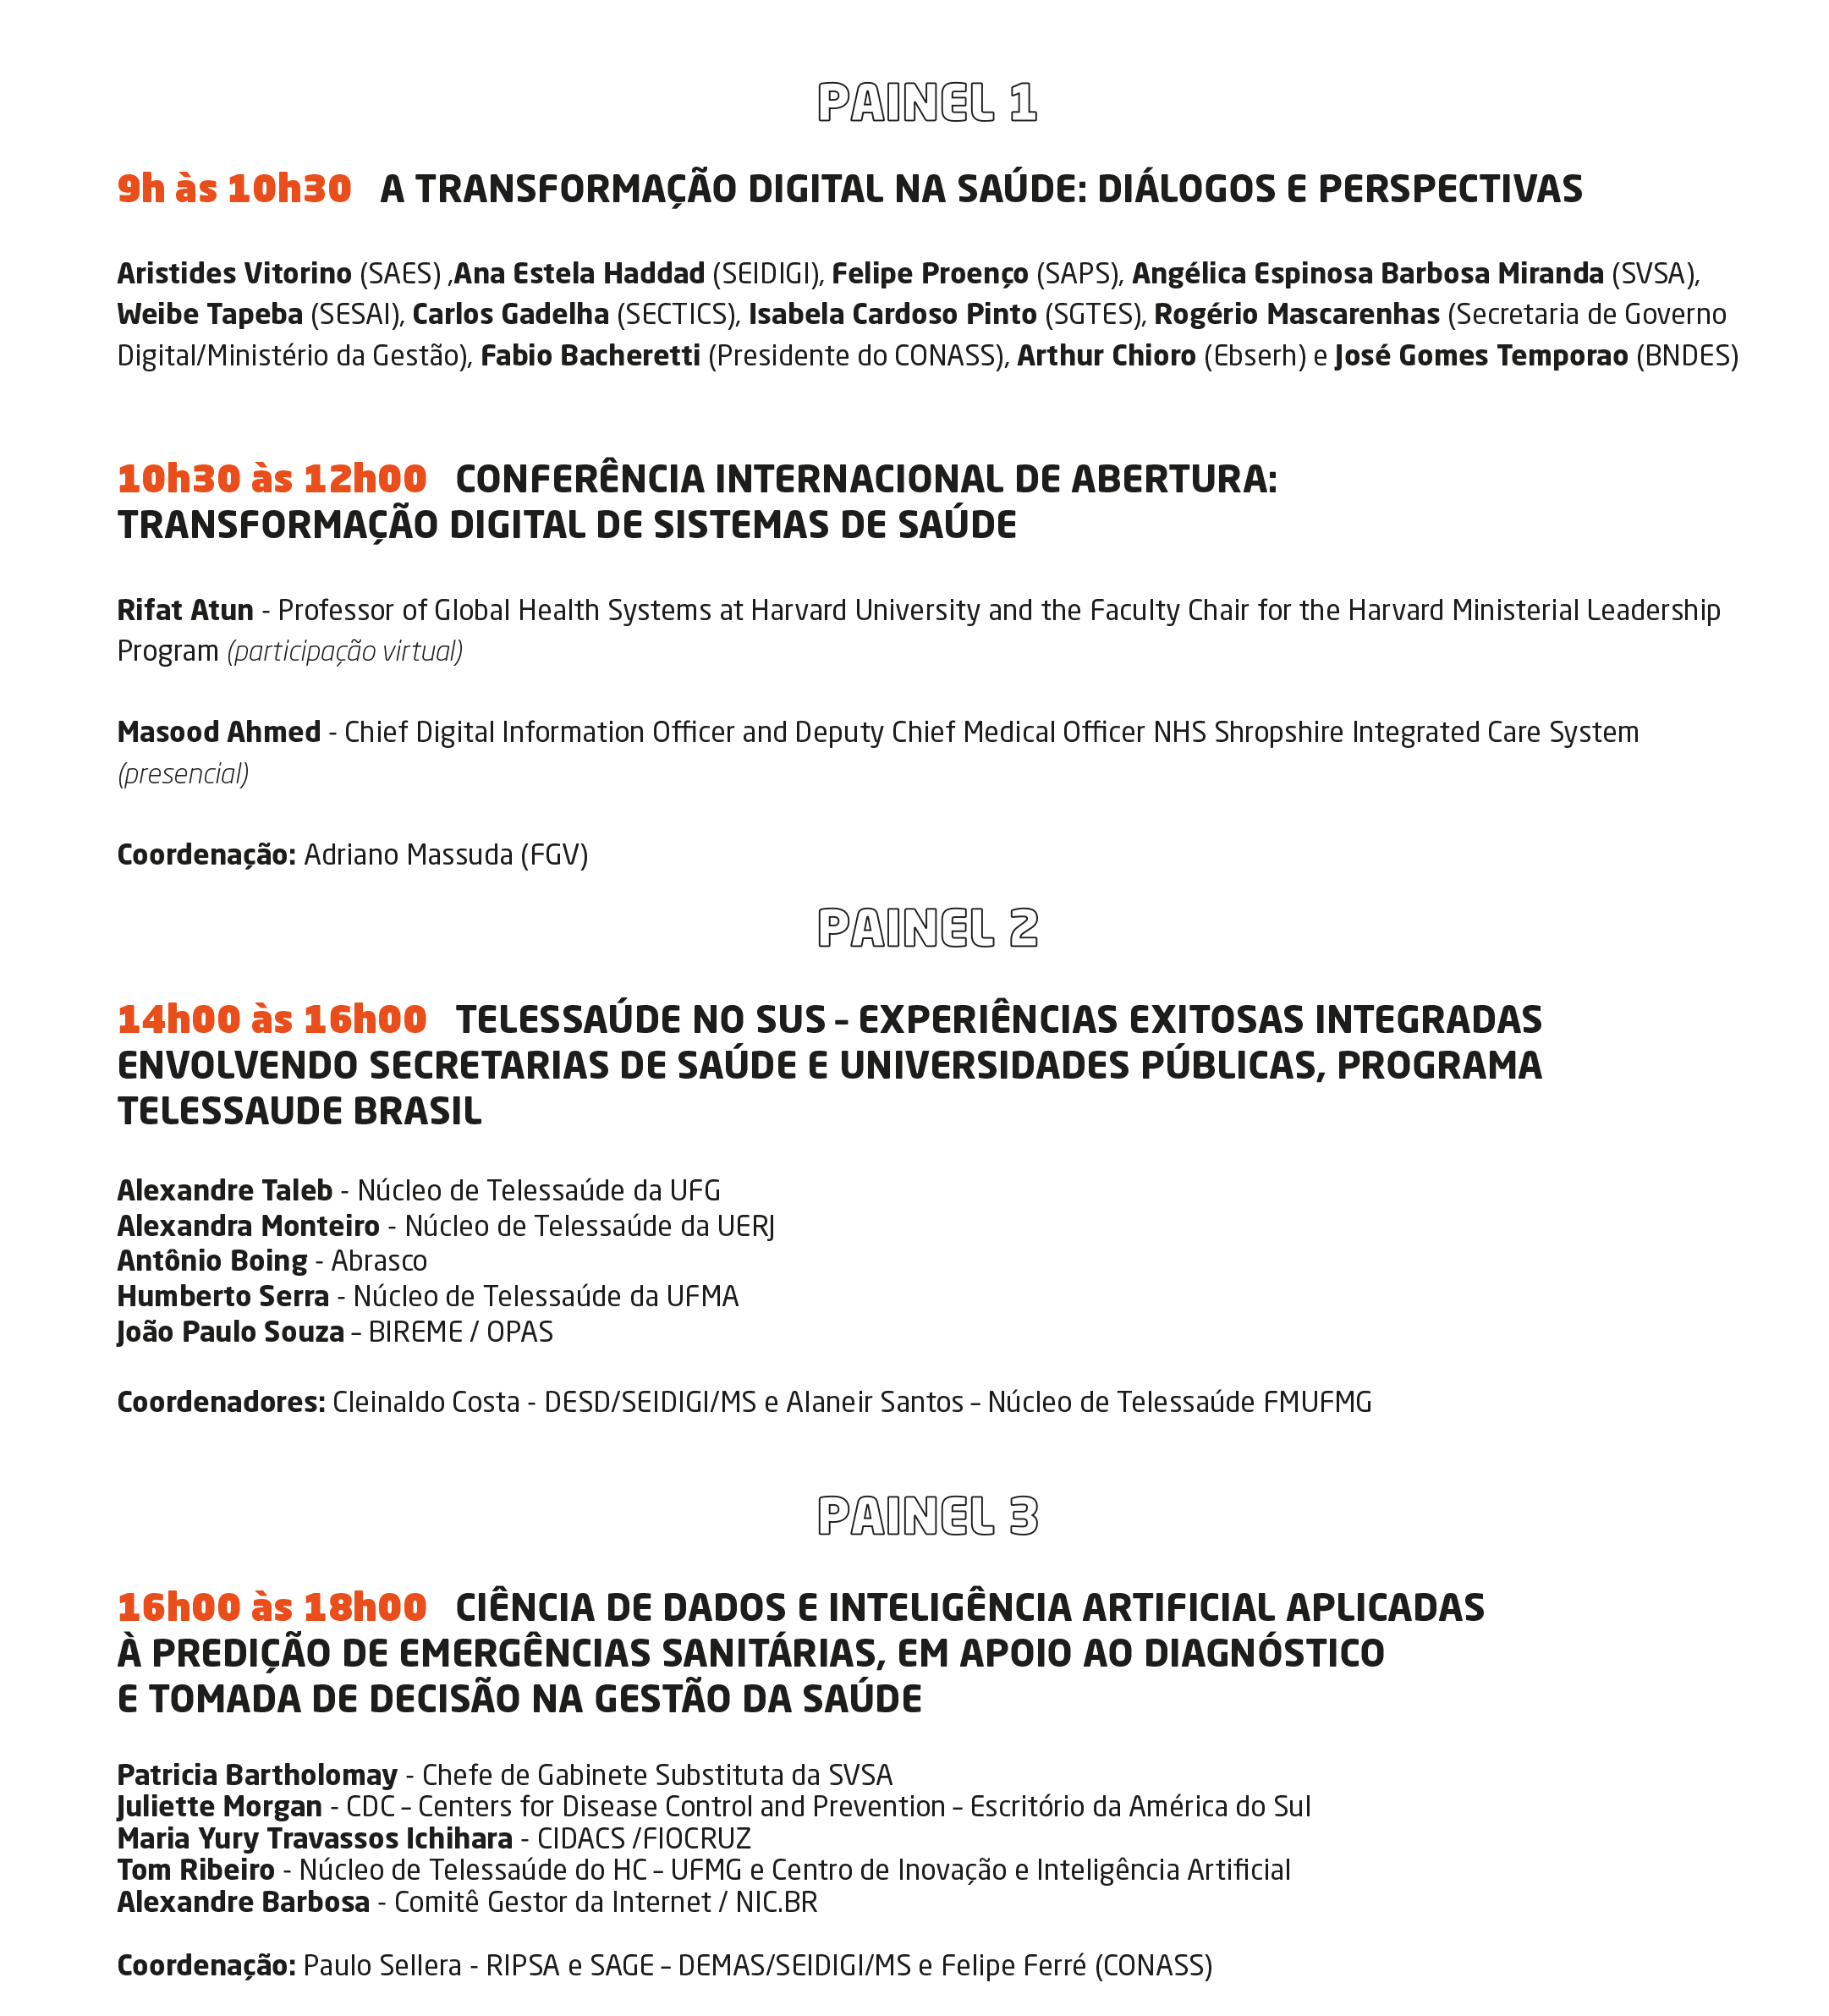 PAINEL 1
9h às 10h30 A TRANSFORMAÇÃO DIGITAL NA SAÚDE: DIÁLOGOS E PERSPECTIVAS
Aristides Vitorino (SAES) ,Ana Estela Haddad (SEIDIGI), Felipe Proenço (SAPS), Angélica Espinosa Barbosa Miranda (SVSA),
Weibe Tapeba (SESAI), Carlos Gadelha (SECTICS), Isabela Cardoso Pinto (SGTES), Rogério Mascarenhas (Secretaria de Governo
Digital/Ministério da Gestão), Fabio Bacheretti (Presidente do CONASS), Arthur Chioro (Ebserh) e José Gomes Temporao (BNDES)
10h30 às 12h00 CONFERÊNCIA INTERNACIONAL DE ABERTURA:
TRANSFORMAÇÃO DIGITAL DE SISTEMAS DE SAÚDE
Rifat Atun - Professor of Global Health Systems at Harvard University and the Faculty Chair for the Harvard Ministerial Leadership
Program (participação virtual)
Masood Ahmed - Chief Digital Information Officer and Deputy Chief Medical Officer NHS Shropshire Integrated Care System
(presencial)
Coordenação: Adriano Massuda (FGV)
PAINEL 2
14h00 às 16h00 TELESSAÚDE NO SUS – EXPERIÊNCIAS EXITOSAS INTEGRADAS
ENVOLVENDO SECRETARIAS DE SAÚDE E UNIVERSIDADES PÚBLICAS, PROGRAMA
TELESSAUDE BRASIL
Alexandre Taleb - Núcleo de Telessaúde da UFG
Alexandra Monteiro - Núcleo de Telessaúde da UERJ
Antônio Boing - Abrasco
Humberto Serra - Núcleo de Telessaúde da UFMA
João Paulo Souza – BIREME / OPAS
Coordenadores: Cleinaldo Costa - DESD/SEIDIGI/MS e Alaneir Santos – Núcleo de Telessaúde FMUFMG
PAINEL 3
16h00 às 18h00 CIÊNCIA DE DADOS E INTELIGÊNCIA ARTIFICIAL APLICADAS
À PREDIÇÃO DE EMERGÊNCIAS SANITÁRIAS, EM APOIO AO DIAGNÓSTICO
E TOMADA DE DECISÃO NA GESTÃO DA SAÚDE
Patricia Bartholomay - Chefe de Gabinete Substituta da SVSA
Juliette Morgan - CDC – Centers for Disease Control and Prevention – Escritório da América do Sul
Maria Yury Travassos Ichihara - CIDACS /FIOCRUZ
Tom Ribeiro - Núcleo de Telessaúde do HC – UFMG e Centro de Inovação e Inteligência Artificial
Alexandre Barbosa - Comitê Gestor da Internet / NIC.BR
Coordenação: Paulo Sellera - RIPSA e SAGE – DEMAS/SEIDIGI/MS e Felipe Ferré (CONASS)